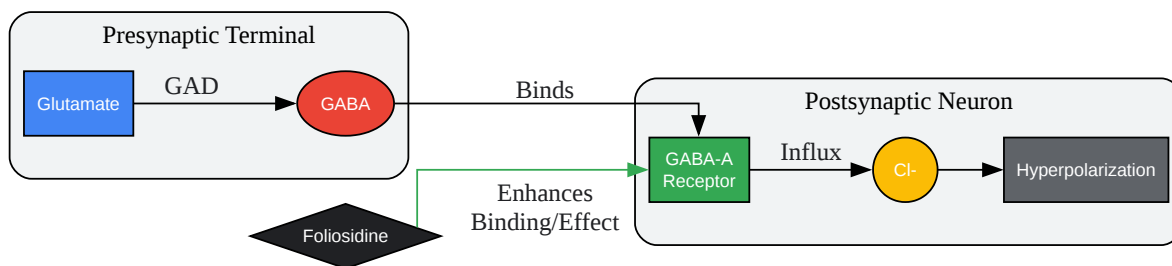 Presynaptic Terminal
Glutamate
GAD
GABA
Binds
Postsynaptic Neuron
GABA-A
Receptor
Influx
Cl-
Hyperpolarization
Enhances
Binding/Effect
Foliosidine